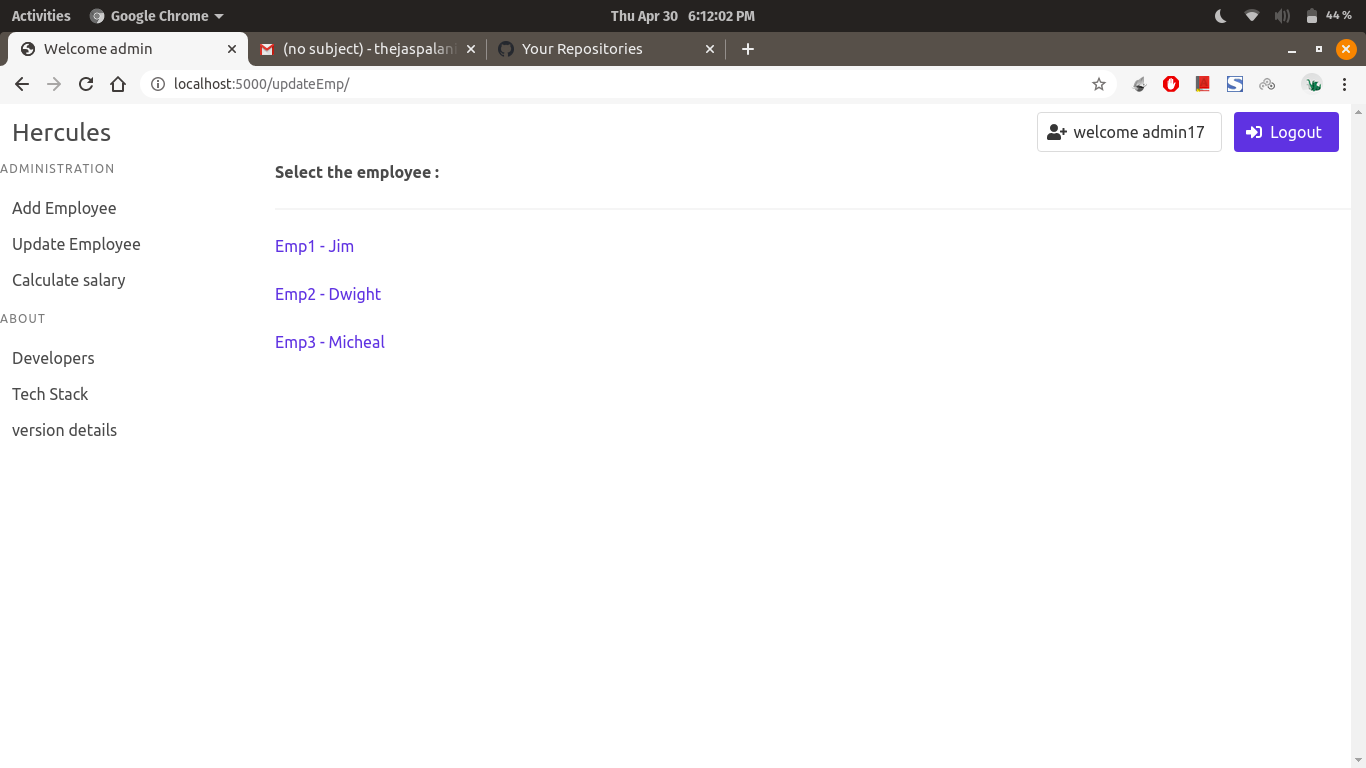 Activities Google Chrome Thu Apr 30 6:12:02 PM 44 %
Welcome admin (no subject) - thejaspalani Your Repositories
localhost:5000/updateEmp/
Hercules welcome admin17 Logout
ADMINISTRATION
Select the employee :
Add Employee
Update Employee
Calculate salary
ABOUT
Developers
Tech Stack
version details
Emp1 - Jim
Emp2 - Dwight
Emp3 - Micheal